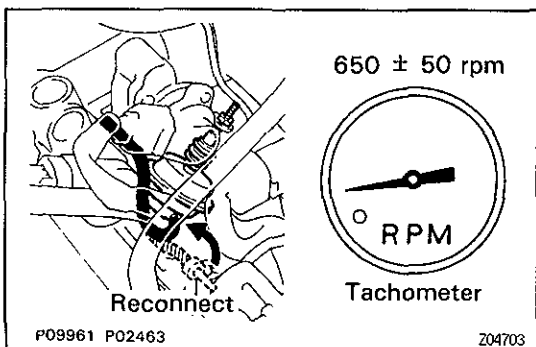 650 ± 50 rpm
RPM
Reconnect
Tachometer
P09961 P02463
Z04703